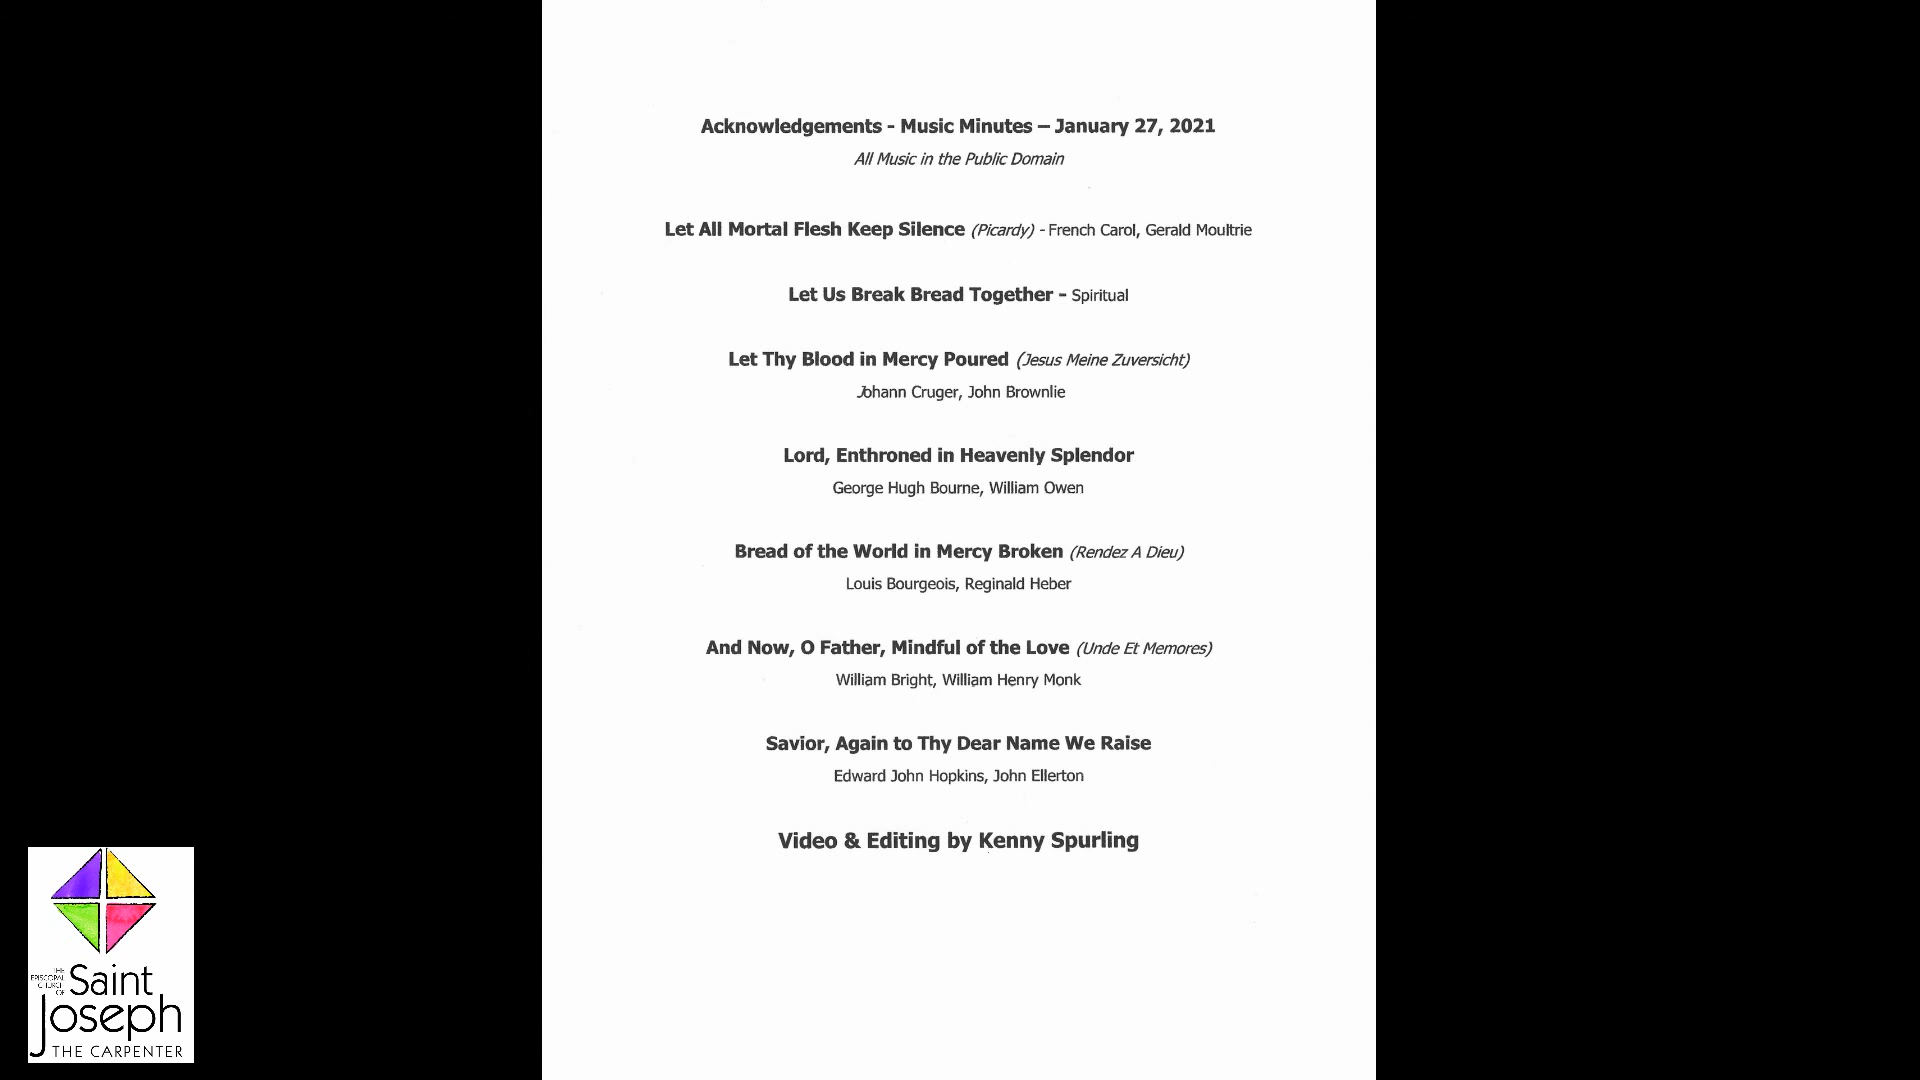 Acknowledgements - Music Minutes – January 27, 2021
All Music in the Public Domain
Let All Mortal Flesh Keep Silence (Picardy) - French Carol, Gerald Moultrie
Let Us Break Bread Together - Spiritual
Let Thy Blood in Mercy Poured (Jesus Meine Zuversicht)
Johann Cruger, John Brownlie
Lord, Enthroned in Heavenly Splendor
George Hugh Bourne, William Owen
Bread of the World in Mercy Broken (Rendez A Dieu)
Louis Bourgeois, Reginald Heber
And Now, O Father, Mindful of the Love (Unde Et Memores)
William Bright, William Henry Monk
Savior, Again to Thy Dear Name We Raise
Edward John Hopkins, John Ellerton
Video & Editing by Kenny Spurling
THE
EPISCOPAL
CHURCH
OF
Saint
Joseph
THE CARPENTER